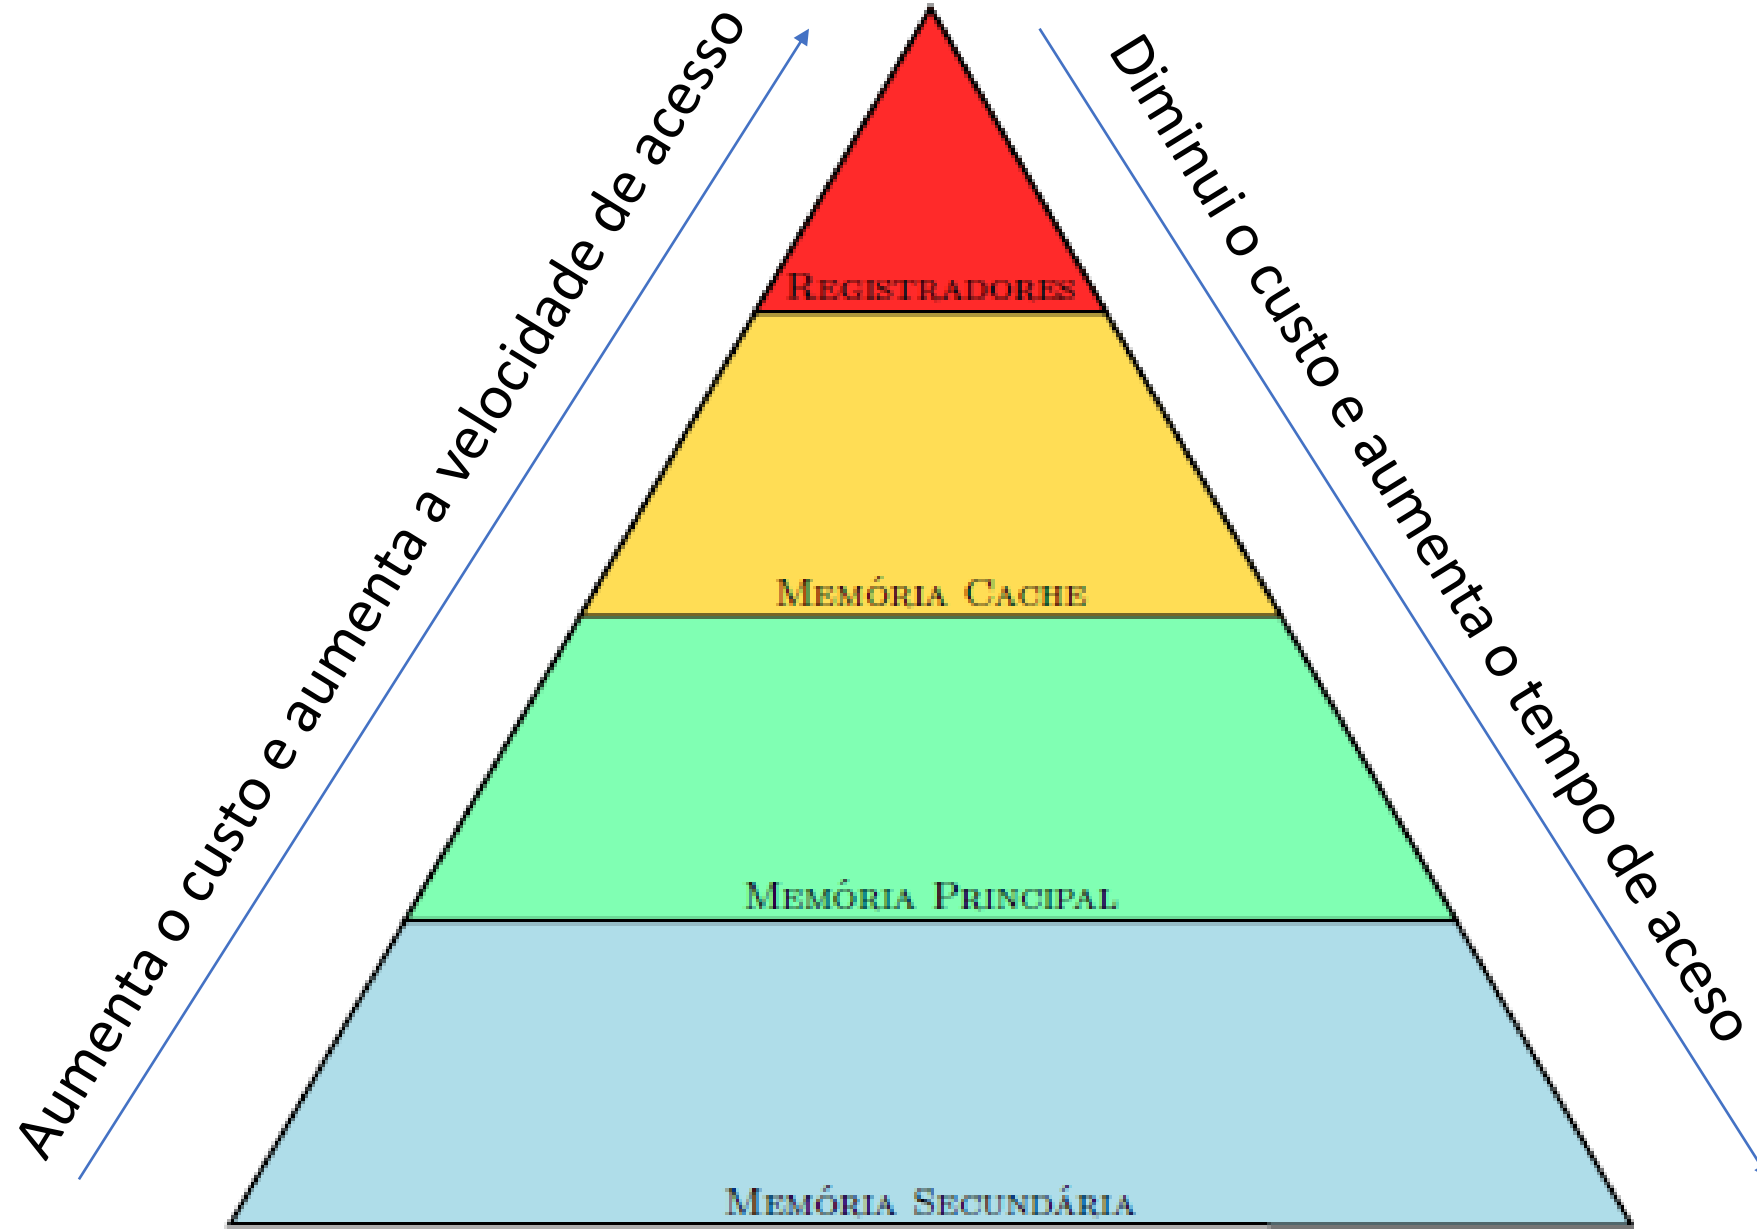 Aumenta o custo e aumenta a velocidade de acesso
Diminui o custo e aumenta o tempo de aceso
REGISTRADORES
MEMÓRIA CACHE
MEMÓRIA PRINCIPAL
MEMÓRIA SECUNDÁRIA